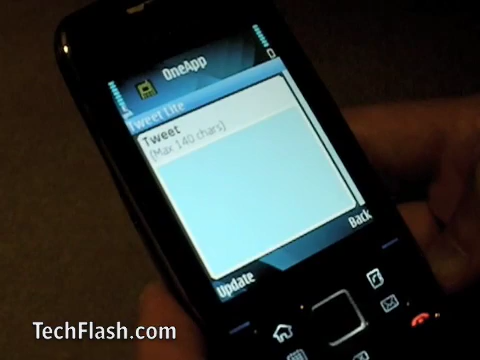 OneApp
Tweet Lite
Tweet
(Max 140 chars)
Update
Back
TechFlash.com